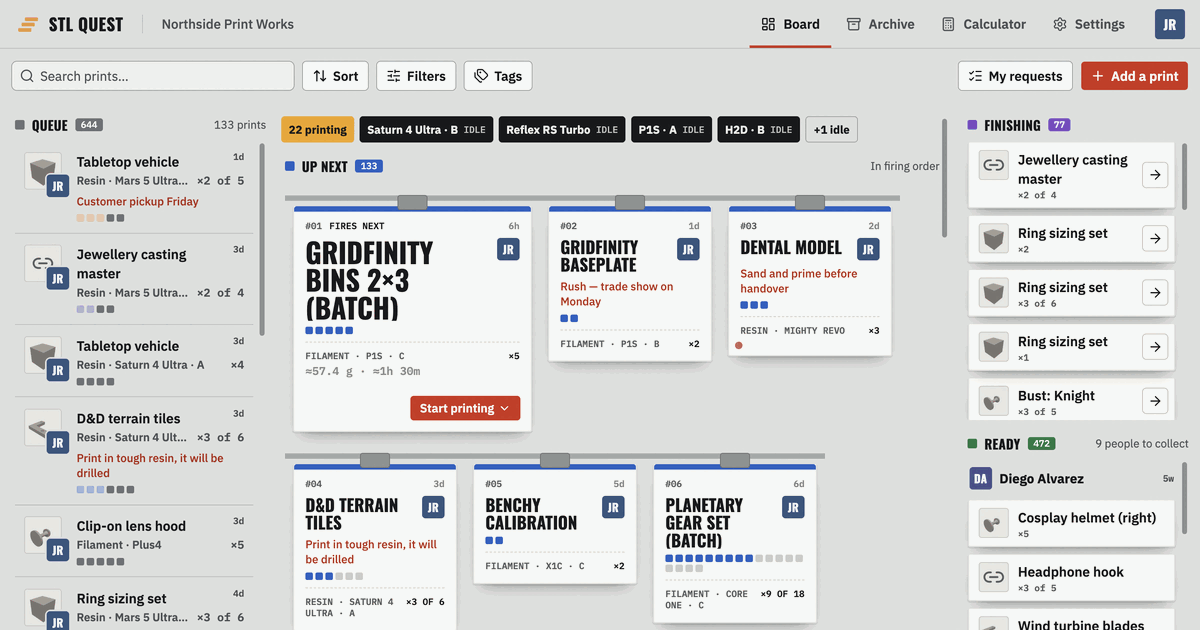 STL QUEST
Northside Print Works
Board
Archive
Calculator
Settings
JR
Search prints...
Sort
Filters
Tags
My requests
+ Add a print
QUEUE 644
133 prints
Tabletop vehicle 1d
JR
Resin · Mars 5 Ultra... ×2 of 5
Customer pickup Friday
Jewellery casting master 3d
JR
Resin · Mars 5 Ultra... ×2 of 4
Tabletop vehicle 3d
JR
Resin · Saturn 4 Ultra · A ×4
D&D terrain tiles 3d
JR
Resin · Saturn 4 Ult... ×3 of 6
Print in tough resin, it will be
drilled
Clip-on lens hood 3d
JR
Filament · Plus4 ×5
Ring sizing set 4d
JR
Resin · Mars 5 Ultra... ×3 of 6
22 printing
Saturn 4 Ultra · B IDLE
Reflex RS Turbo IDLE
P1S · A IDLE
H2D · B IDLE
+1 idle
UP NEXT 133
In firing order
#01 FIRES NEXT 6h
GRIDFINITY
BINS 2×3
(BATCH)
JR
FILAMENT · P1S · C ×5
≈57.4 g · ≈1h 30m
Start printing
#02 1d
GRIDFINITY
BASEPLATE
JR
Rush — trade show on
Monday
FILAMENT · P1S · B ×2
#03 2d
DENTAL MODEL
JR
Sand and prime before
handover
RESIN · MIGHTY REVO ×3
#04 3d
D&D TERRAIN
TILES
JR
Print in tough resin, it will
be drilled
RESIN · SATURN 4 ×3 OF 6
ULTRA · A
#05 5d
BENCHY
CALIBRATION
JR
FILAMENT · X1C · C ×2
#06 6d
PLANETARY
GEAR SET
(BATCH)
JR
FILAMENT · CORE ×9 OF 18
ONE · C
FINISHING 77
Jewellery casting
master
×2 of 4
Ring sizing set
×2
Ring sizing set
×3 of 6
Ring sizing set
×1
Bust: Knight
×3 of 5
READY 472
9 people to collect
DA Diego Alvarez 5w
Cosplay helmet (right)
×5
Headphone hook
×3 of 5
Wind turbine blades